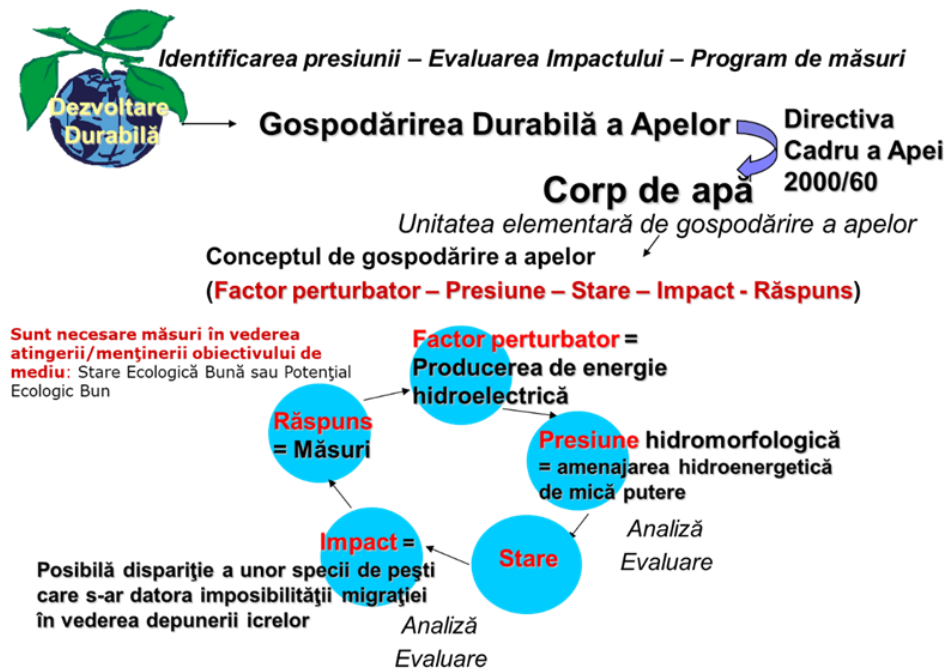 Identificarea presiunii – Evaluarea Impactului – Program de măsuri
Dezvoltare
Durabilă
Gospodărirea Durabilă a Apelor
Directiva
Cadru a Apei
2000/60
Corp de apă
Unitatea elementară de gospodărire a apelor
Conceptul de gospodărire a apelor
(Factor perturbator – Presiune – Stare – Impact - Răspuns)
Sunt necesare măsuri în vederea
atingerii/menţinerii obiectivului de
mediu: Stare Ecologică Bună sau Potenţial
Ecologic Bun
Factor perturbator =
Producerea de energie
hidroelectrică
Răspuns
= Măsuri
Presiune hidromorfologică
= amenajarea hidroenergetică
de mică putere
Analiză
Evaluare
Stare
Impact =
Posibilă dispariţie a unor specii de peşti
care s-ar datora imposibilităţii migraţiei
în vederea depunerii icrelor
Analiză
Evaluare